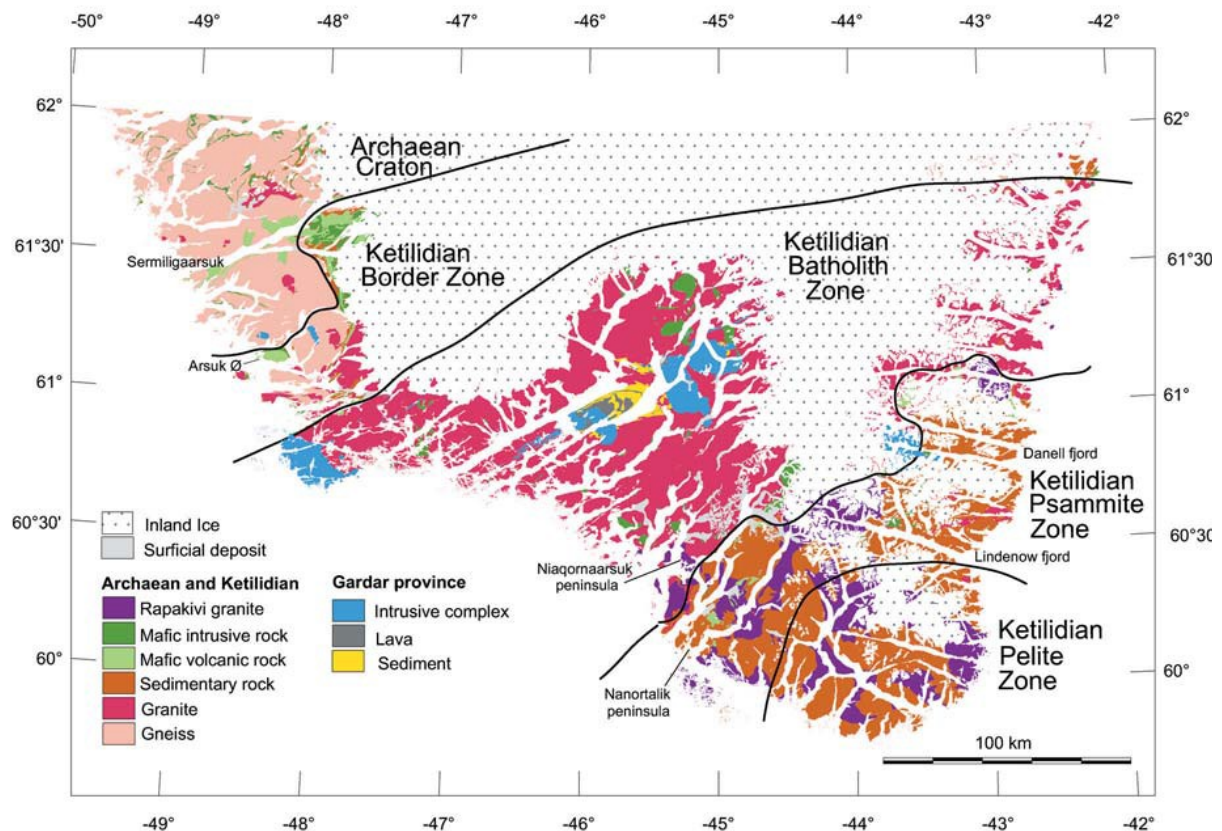 -50°
-49°
-48°
-47°
-46°
-45°
-44°
-43°
-42°
62°
62°
Archaean
Craton
61°30'
61°30'
Sermiligaarsuk
Ketilidian
Border Zone
Ketilidian
Batholith
Zone
Arsuk Ø
61°
61°
Danell fjord
Ketilidian
Psammite
Zone
60°30'
60°30'
Lindenow fjord
Niaqornaarsuk
peninsula
Inland Ice
Surficial deposit
Archaean and Ketilidian
Rapakivi granite
Mafic intrusive rock
Mafic volcanic rock
Sedimentary rock
Granite
Gneiss
Gardar province
Intrusive complex
Lava
Sediment
60°
60°
Ketilidian
Pelite
Zone
Nanortalik
peninsula
100 km
-49°
-48°
-47°
-46°
-45°
-44°
-43°
-42°